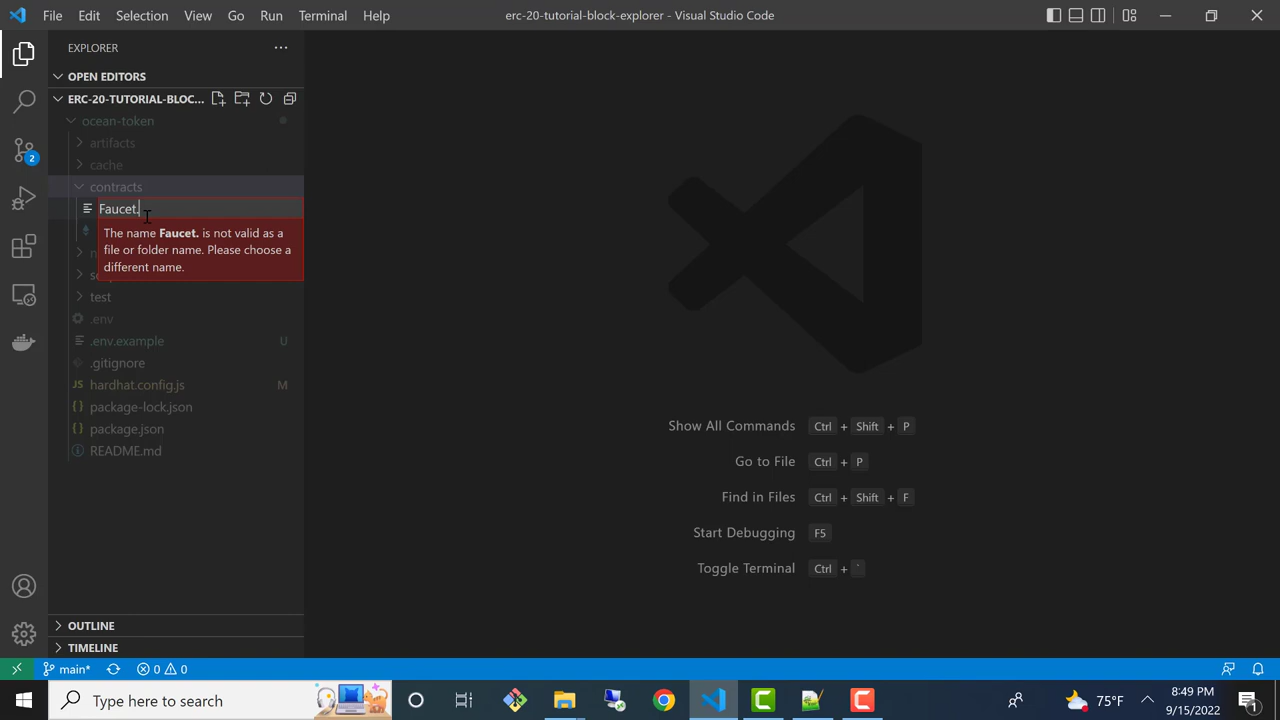 File Edit Selection View Go Run Terminal Help
erc-20-tutorial-block-explorer - Visual Studio Code
EXPLORER
OPEN EDITORS
ERC-20-TUTORIAL-BLOC...
ocean-token
artifacts
cache
contracts
Faucet.
The name Faucet. is not valid as a
file or folder name. Please choose a
different name.
test
.env
.env.example U
.gitignore
JS hardhat.config.js M
{} package-lock.json
{} package.json
README.md
OUTLINE
TIMELINE
Show All Commands Ctrl + Shift + P
Go to File Ctrl + P
Find in Files Ctrl + Shift + F
Start Debugging F5
Toggle Terminal Ctrl + `
2
main* 0 0
Type here to search
75°F
8:49 PM
9/15/2022
1